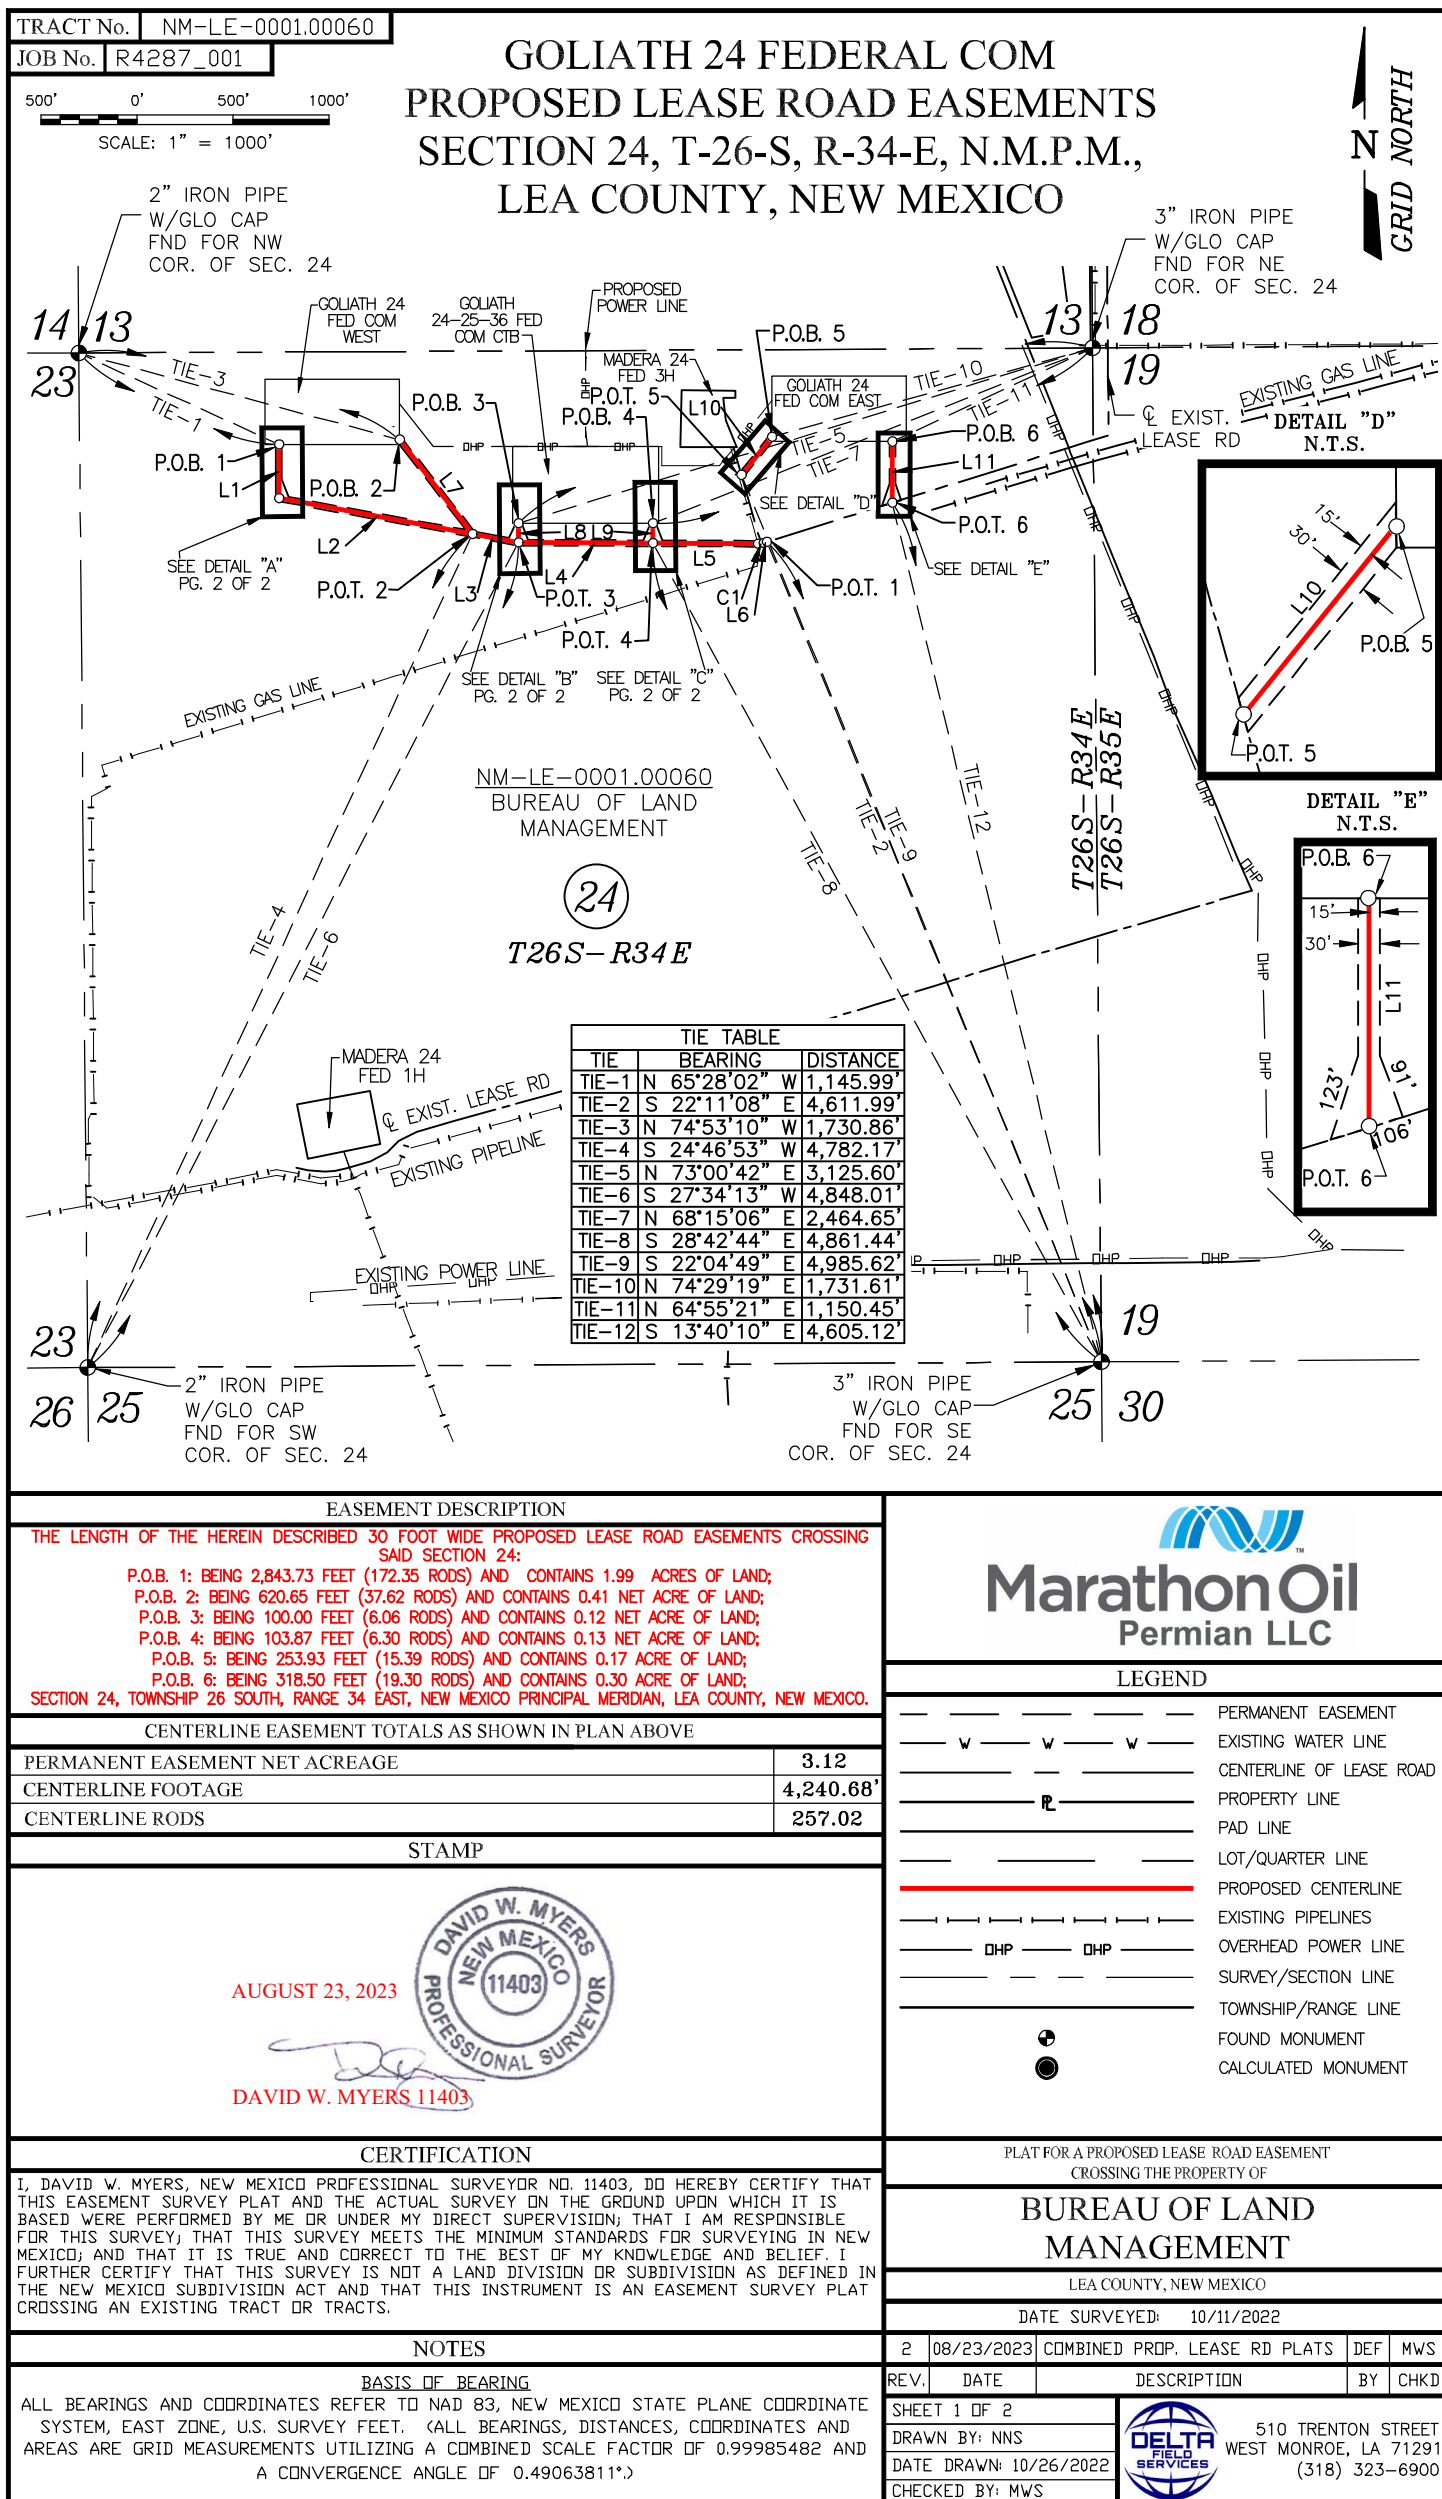 TRACT No. NM-LE-0001.00060
JOB No. R4287_001
500' 0' 500' 1000'
SCALE: 1" = 1000'
GOLIATH 24 FEDERAL COM
PROPOSED LEASE ROAD EASEMENTS
SECTION 24, T-26-S, R-34-E, N.M.P.M.,
LEA COUNTY, NEW MEXICO
N
GRID NORTH
2" IRON PIPE
W/GLO CAP
FND FOR NW
COR. OF SEC. 24
3" IRON PIPE
W/GLO CAP
FND FOR NE
COR. OF SEC. 24
14 13
23
13 18
19
GOLIATH 24
FED COM
WEST
GOLIATH
24-25-36 FED
COM CTB
PROPOSED
POWER LINE
MADERA 24
FED 3H
GOLIATH 24
FED COM EAST
P.O.B. 5
TIE-3
TIE-1
TIE-10
TIE-11
TIE-5
TIE-7
P.O.B. 3
P.O.T. 5
P.O.B. 4
L10
OHP
OHP
OHP
OHP
OHP
OHP
P.O.B. 1
L1
P.O.B. 2
L7
L2
SEE DETAIL "A"
PG. 2 OF 2
P.O.T. 2
L3
L8
L9
L4
L5
P.O.T. 3
P.O.T. 4
C1
L6
P.O.T. 1
SEE DETAIL "D"
P.O.B. 6
L11
P.O.T. 6
SEE DETAIL "E"
SEE DETAIL "B"
PG. 2 OF 2
SEE DETAIL "C"
PG. 2 OF 2
EXISTING GAS LINE
EXISTING GAS LINE
℄ EXIST.
LEASE RD
DETAIL "D"
N.T.S.
15'
30'
L10
P.O.B. 5
P.O.T. 5
DETAIL "E"
N.T.S.
P.O.B. 6
15'
30'
L11
123'
91'
106'
P.O.T. 6
NM-LE-0001.00060
BUREAU OF LAND
MANAGEMENT
24
T26S-R34E
T26S-R34E
T26S-R35E
TIE-4
TIE-6
TIE-8
TIE-2
TIE-9
TIE-12
OHP
OHP
OHP
OHP
OHP
OHP
OHP
OHP
OHP
MADERA 24
FED 1H
℄ EXIST. LEASE RD
EXISTING PIPELINE
EXISTING POWER LINE
OHP OHP
OHP OHP OHP
TIE TABLE
TIE BEARING DISTANCE
TIE-1 N 65°28'02" W 1,145.99'
TIE-2 S 22°11'08" E 4,611.99'
TIE-3 N 74°53'10" W 1,730.86'
TIE-4 S 24°46'53" W 4,782.17'
TIE-5 N 73°00'42" E 3,125.60'
TIE-6 S 27°34'13" W 4,848.01'
TIE-7 N 68°15'06" E 2,464.65'
TIE-8 S 28°42'44" E 4,861.44'
TIE-9 S 22°04'49" E 4,985.62'
TIE-10 N 74°29'19" E 1,731.61'
TIE-11 N 64°55'21" E 1,150.45'
TIE-12 S 13°40'10" E 4,605.12'
23
26 25
19
25 30
2" IRON PIPE
W/GLO CAP
FND FOR SW
COR. OF SEC. 24
3" IRON PIPE
W/GLO CAP
FND FOR SE
COR. OF SEC. 24
EASEMENT DESCRIPTION
THE LENGTH OF THE HEREIN DESCRIBED 30 FOOT WIDE PROPOSED LEASE ROAD EASEMENTS CROSSING
SAID SECTION 24:
P.O.B. 1: BEING 2,843.73 FEET (172.35 RODS) AND CONTAINS 1.99 ACRES OF LAND;
P.O.B. 2: BEING 620.65 FEET (37.62 RODS) AND CONTAINS 0.41 NET ACRE OF LAND;
P.O.B. 3: BEING 100.00 FEET (6.06 RODS) AND CONTAINS 0.12 NET ACRE OF LAND;
P.O.B. 4: BEING 103.87 FEET (6.30 RODS) AND CONTAINS 0.13 NET ACRE OF LAND;
P.O.B. 5: BEING 253.93 FEET (15.39 RODS) AND CONTAINS 0.17 ACRE OF LAND;
P.O.B. 6: BEING 318.50 FEET (19.30 RODS) AND CONTAINS 0.30 ACRE OF LAND;
SECTION 24, TOWNSHIP 26 SOUTH, RANGE 34 EAST, NEW MEXICO PRINCIPAL MERIDIAN, LEA COUNTY, NEW MEXICO.
CENTERLINE EASEMENT TOTALS AS SHOWN IN PLAN ABOVE
PERMANENT EASEMENT NET ACREAGE 3.12
CENTERLINE FOOTAGE 4,240.68'
CENTERLINE RODS 257.02
STAMP
AUGUST 23, 2023
DAVID W. MYERS
NEW MEXICO
11403
PROFESSIONAL SURVEYOR
DAVID W. MYERS 11403
CERTIFICATION
I, DAVID W. MYERS, NEW MEXICO PROFESSIONAL SURVEYOR NO. 11403, DO HEREBY CERTIFY THAT
THIS EASEMENT SURVEY PLAT AND THE ACTUAL SURVEY ON THE GROUND UPON WHICH IT IS
BASED WERE PERFORMED BY ME OR UNDER MY DIRECT SUPERVISION; THAT I AM RESPONSIBLE
FOR THIS SURVEY; THAT THIS SURVEY MEETS THE MINIMUM STANDARDS FOR SURVEYING IN NEW
MEXICO; AND THAT IT IS TRUE AND CORRECT TO THE BEST OF MY KNOWLEDGE AND BELIEF. I
FURTHER CERTIFY THAT THIS SURVEY IS NOT A LAND DIVISION OR SUBDIVISION AS DEFINED IN
THE NEW MEXICO SUBDIVISION ACT AND THAT THIS INSTRUMENT IS AN EASEMENT SURVEY PLAT
CROSSING AN EXISTING TRACT OR TRACTS.
NOTES
BASIS OF BEARING
ALL BEARINGS AND COORDINATES REFER TO NAD 83, NEW MEXICO STATE PLANE COORDINATE
SYSTEM, EAST ZONE, U.S. SURVEY FEET. (ALL BEARINGS, DISTANCES, COORDINATES AND
AREAS ARE GRID MEASUREMENTS UTILIZING A COMBINED SCALE FACTOR OF 0.99985482 AND
A CONVERGENCE ANGLE OF 0.49063811°.)
Marathon Oil
Permian LLC
™
LEGEND
PERMANENT EASEMENT
W W W EXISTING WATER LINE
CENTERLINE OF LEASE ROAD
PL PROPERTY LINE
PAD LINE
LOT/QUARTER LINE
PROPOSED CENTERLINE
EXISTING PIPELINES
OHP OHP OVERHEAD POWER LINE
SURVEY/SECTION LINE
TOWNSHIP/RANGE LINE
FOUND MONUMENT
CALCULATED MONUMENT
PLAT FOR A PROPOSED LEASE ROAD EASEMENT
CROSSING THE PROPERTY OF
BUREAU OF LAND
MANAGEMENT
LEA COUNTY, NEW MEXICO
DATE SURVEYED: 10/11/2022
2 08/23/2023 COMBINED PROP. LEASE RD PLATS DEF MWS
REV. DATE DESCRIPTION BY CHKD
SHEET 1 OF 2
DRAWN BY: NNS
DATE DRAWN: 10/26/2022
CHECKED BY: MWS
DELTA
FIELD
SERVICES
510 TRENTON STREET
WEST MONROE, LA 71291
(318) 323-6900